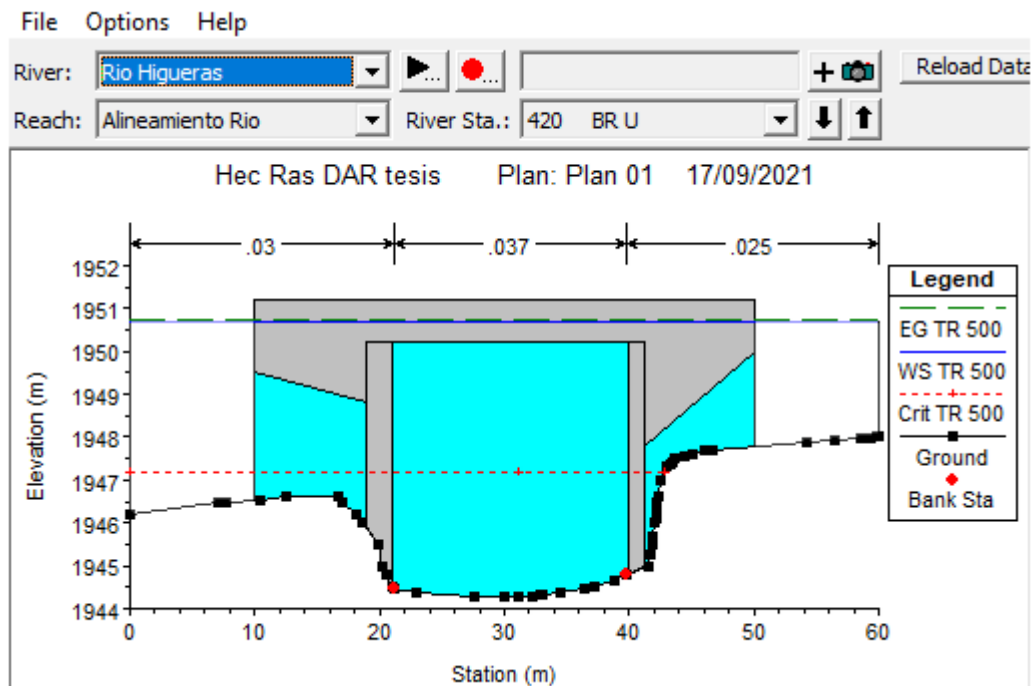 File Options Help
River: Rio Higueras ... ... + Reload Data
Reach: Alineamiento Rio River Sta.: 420 BR U
Hec Ras DAR tesis Plan: Plan 01 17/09/2021
.03 .037 .025
1952
1951
1950
1949
1948
1947
1946
1945
1944
Elevation (m)
0 10 20 30 40 50 60
Station (m)
Legend
EG TR 500
WS TR 500
Crit TR 500
Ground
Bank Sta